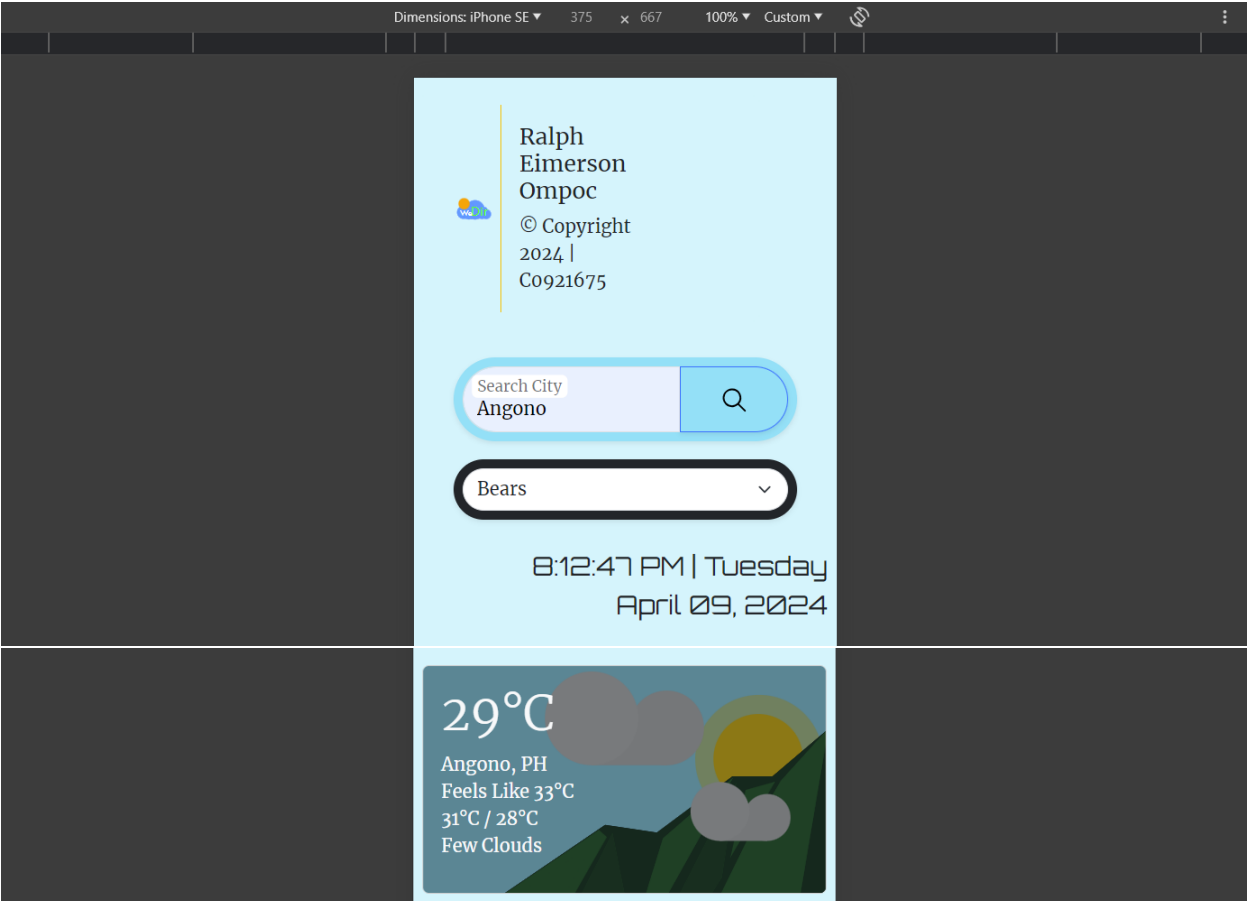 Dimensions: iPhone SE 375 x 667 100% Custom
Ralph
Eimerson
Ompoc
© Copyright
2024 |
C0921675
WeDir
Search City
Angono
Bears
8:12:47 PM | Tuesday
April 09, 2024
29°C
Angono, PH
Feels Like 33°C
31°C / 28°C
Few Clouds